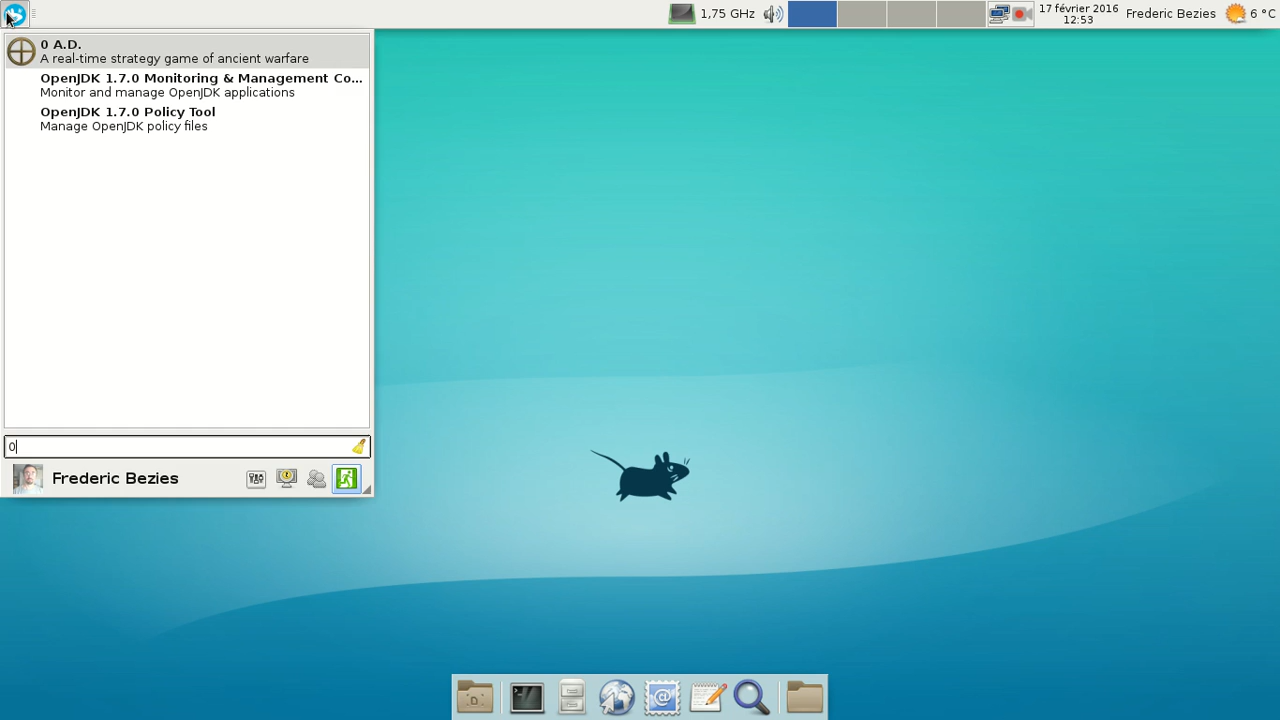 1,75 GHz
17 février 2016
12:53
Frederic Bezies
6 °C
0 A.D.
A real-time strategy game of ancient warfare
OpenJDK 1.7.0 Monitoring & Management Co...
Monitor and manage OpenJDK applications
OpenJDK 1.7.0 Policy Tool
Manage OpenJDK policy files
0
Frederic Bezies